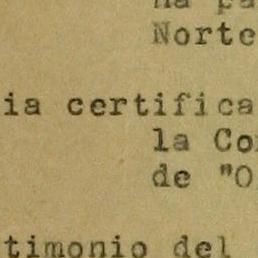 Norte
ia certifica
la Co
de "O
timonio del